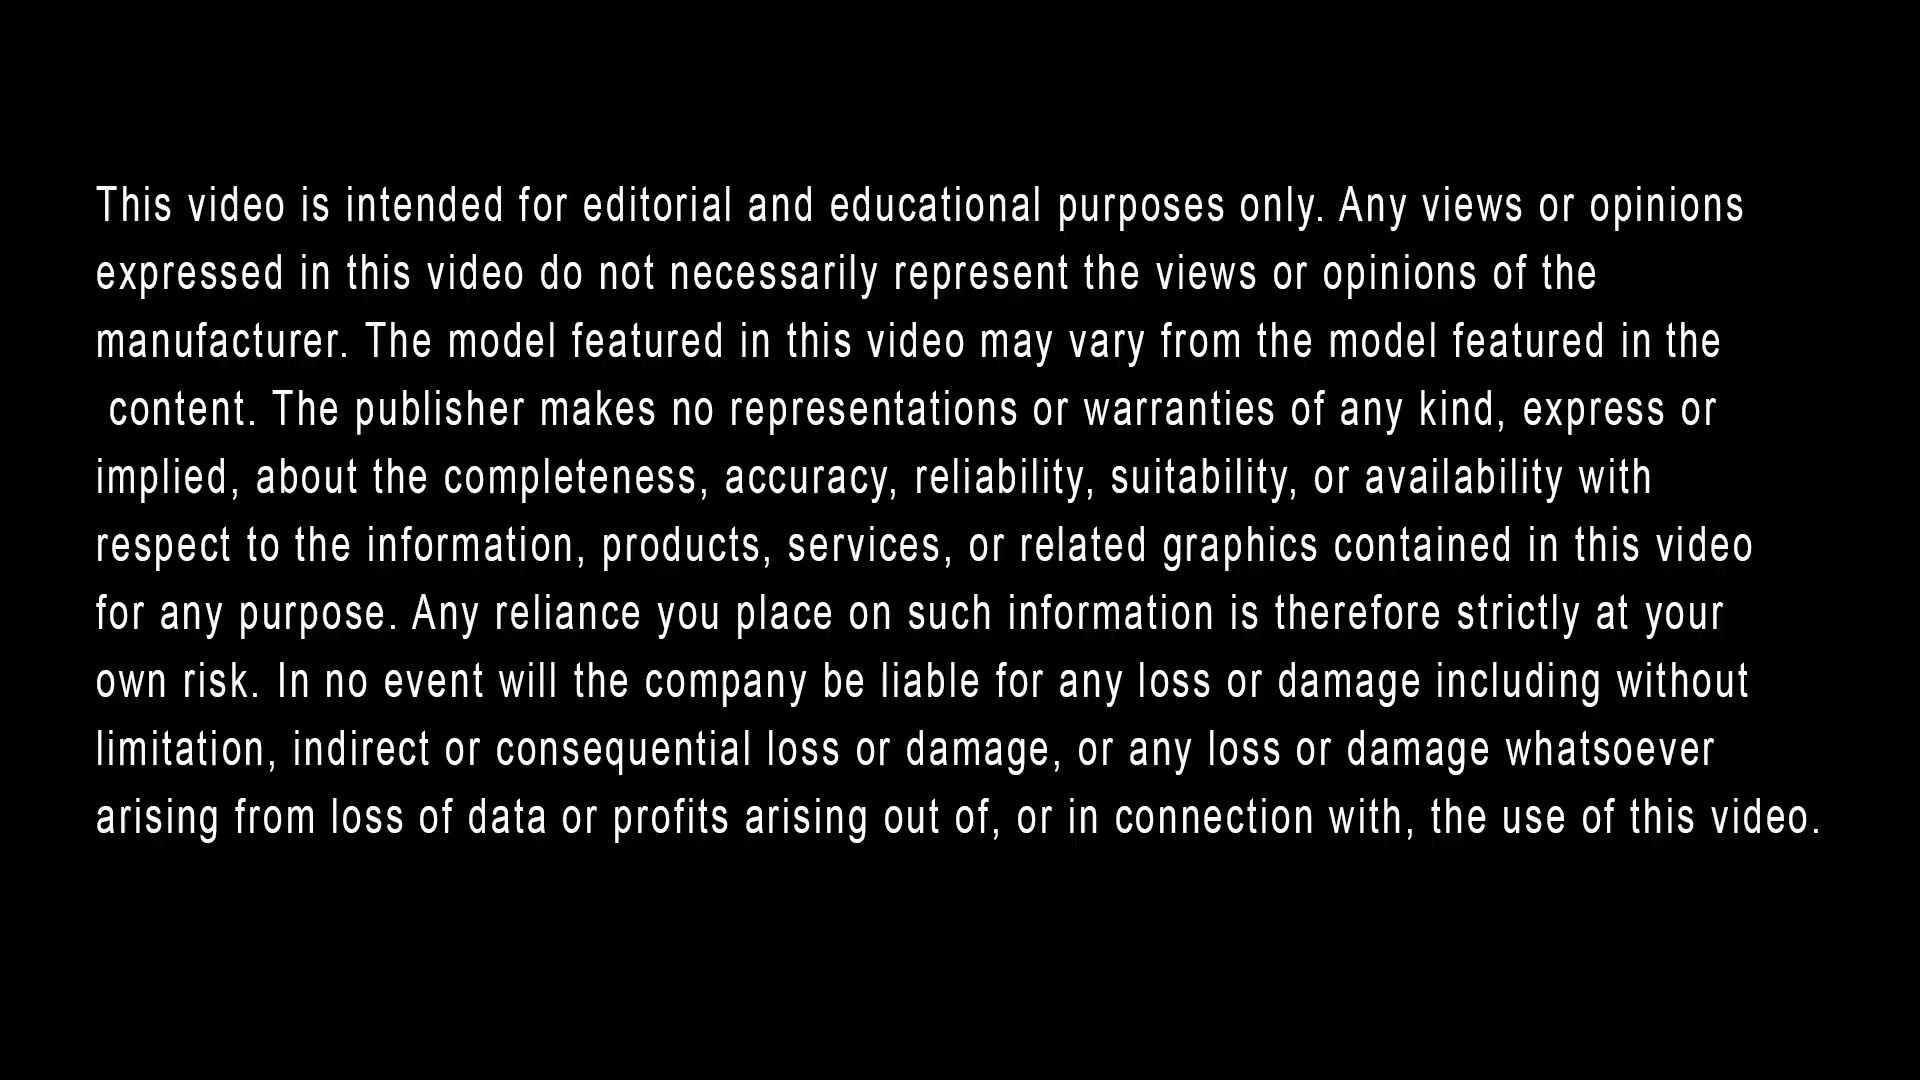 This video is intended for editorial and educational purposes only. Any views or opinions
expressed in this video do not necessarily represent the views or opinions of the
manufacturer. The model featured in this video may vary from the model featured in the
content. The publisher makes no representations or warranties of any kind, express or
implied, about the completeness, accuracy, reliability, suitability, or availability with
respect to the information, products, services, or related graphics contained in this video
for any purpose. Any reliance you place on such information is therefore strictly at your
own risk. In no event will the company be liable for any loss or damage including without
limitation, indirect or consequential loss or damage, or any loss or damage whatsoever
arising from loss of data or profits arising out of, or in connection with, the use of this video.